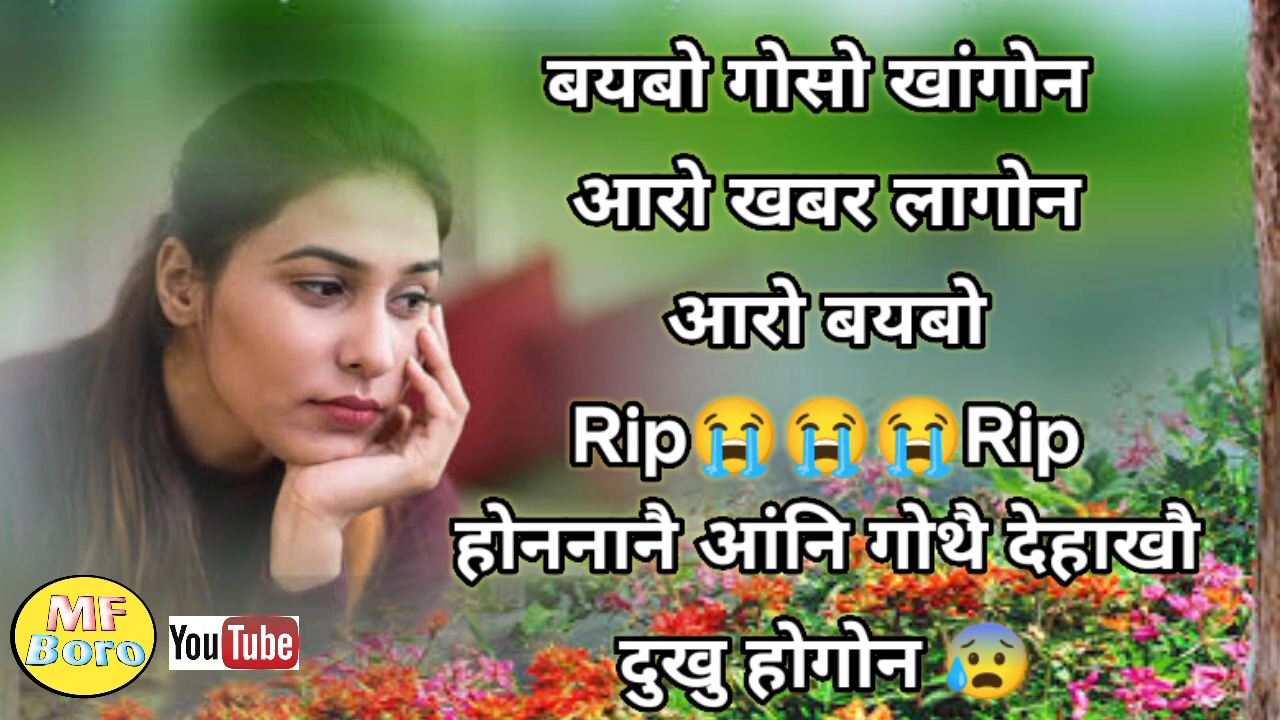 बयबो गोसो खांगोन
आरो खबर लागोन
आरो बयबो
Rip😭😭😭Rip
होननानै आंनि गोथै देहाखौ
दुखु होगोन 😰
MF
Boro
YouTube